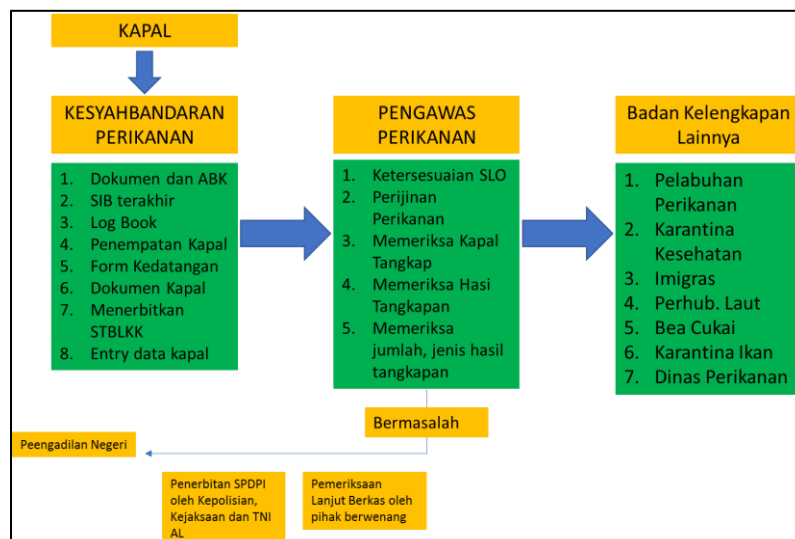 KAPAL
KESYAHBANDARAN
PERIKANAN
1. Dokumen dan ABK
2. SIB terakhir
3. Log Book
4. Penempatan Kapal
5. Form Kedatangan
6. Dokumen Kapal
7. Menerbitkan
STBLKK
8. Entry data kapal
PENGAWAS
PERIKANAN
1. Ketersesuaian SLO
2. Perijinan
Perikanan
3. Memeriksa Kapal
Tangkap
4. Memeriksa Hasi
Tangkapan
5. Memeriksa
jumlah, jenis hasil
tangkapan
Badan Kelengkapan
Lainnya
1. Pelabuhan
Perikanan
2. Karantina
Kesehatan
3. Imigras
4. Perhub. Laut
5. Bea Cukai
6. Karantina Ikan
7. Dinas Perikanan
Bermasalah
Peengadilan Negeri
Penerbitan SPDPI
oleh Kepolisian,
Kejaksaan dan TNI
AL
Pemeriksaan
Lanjut Berkas oleh
pihak berwenang